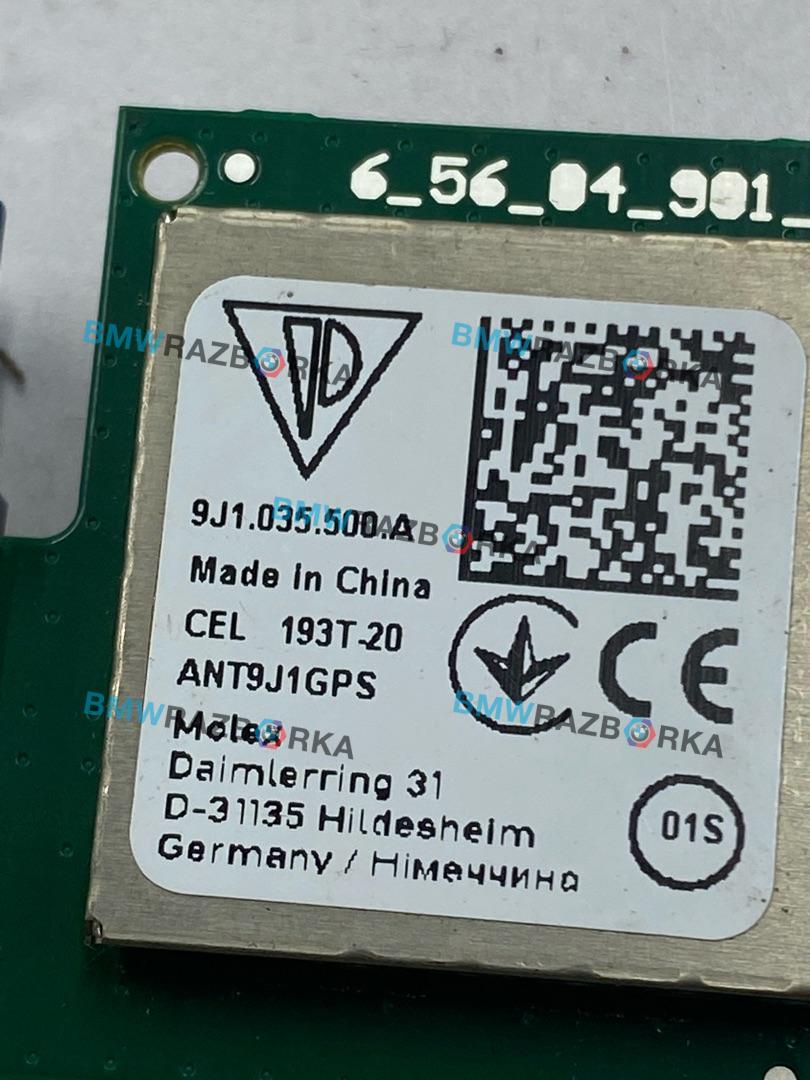 6_56_04_901_
BMWRAZBORKA
BMWRAZBORKA
9J1.035.500.A
BMWRAZBORKA
Made in China
CEL 193T-20
ANT9J1GPS
CE
BMWRAZBORKA
BMWRAZBORKA
Molex
Daimlerring 31
D-31135 Hildesheim
Germany / Німеччина
01S